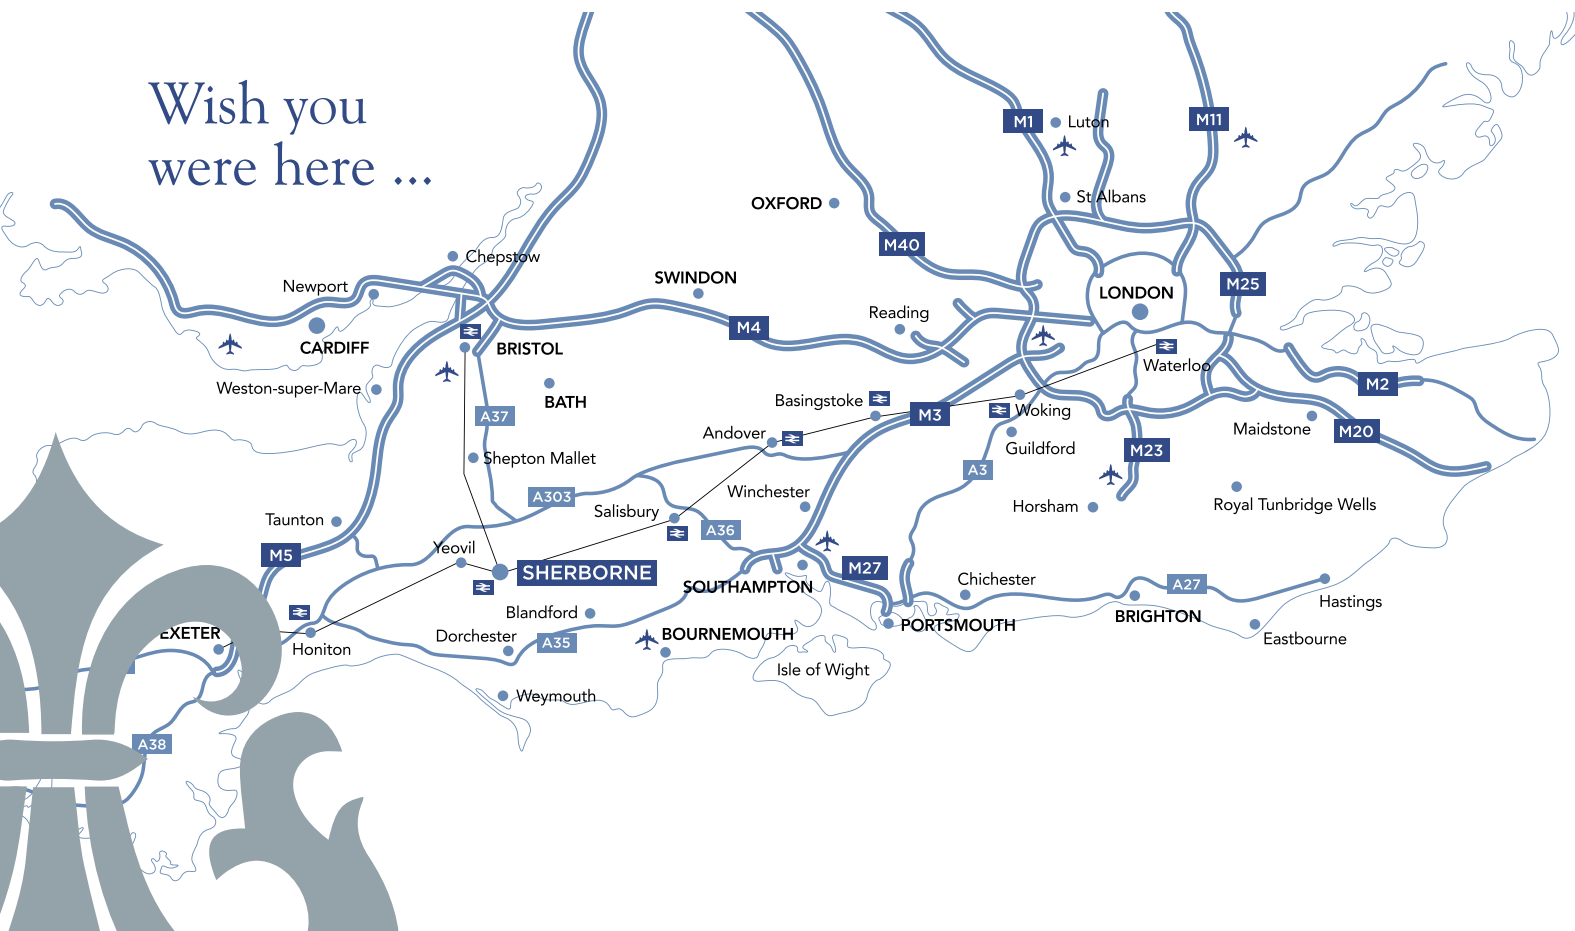 Wish you
were here ...
M1
Luton
M11
St Albans
OXFORD
M40
Chepstow
SWINDON
Newport
M25
LONDON
Reading
M4
CARDIFF
BRISTOL
Waterloo
Weston-super-Mare
BATH
M2
Basingstoke
M3
Woking
A37
Andover
Maidstone
M20
Guildford
M23
Shepton Mallet
A3
A303
Winchester
Salisbury
Horsham
Royal Tunbridge Wells
Taunton
A36
Yeovil
M5
SHERBORNE
M27
SOUTHAMPTON
Chichester
A27
Hastings
Blandford
BRIGHTON
PORTSMOUTH
EXETER
Dorchester
A35
BOURNEMOUTH
Eastbourne
Honiton
Isle of Wight
Weymouth
A38